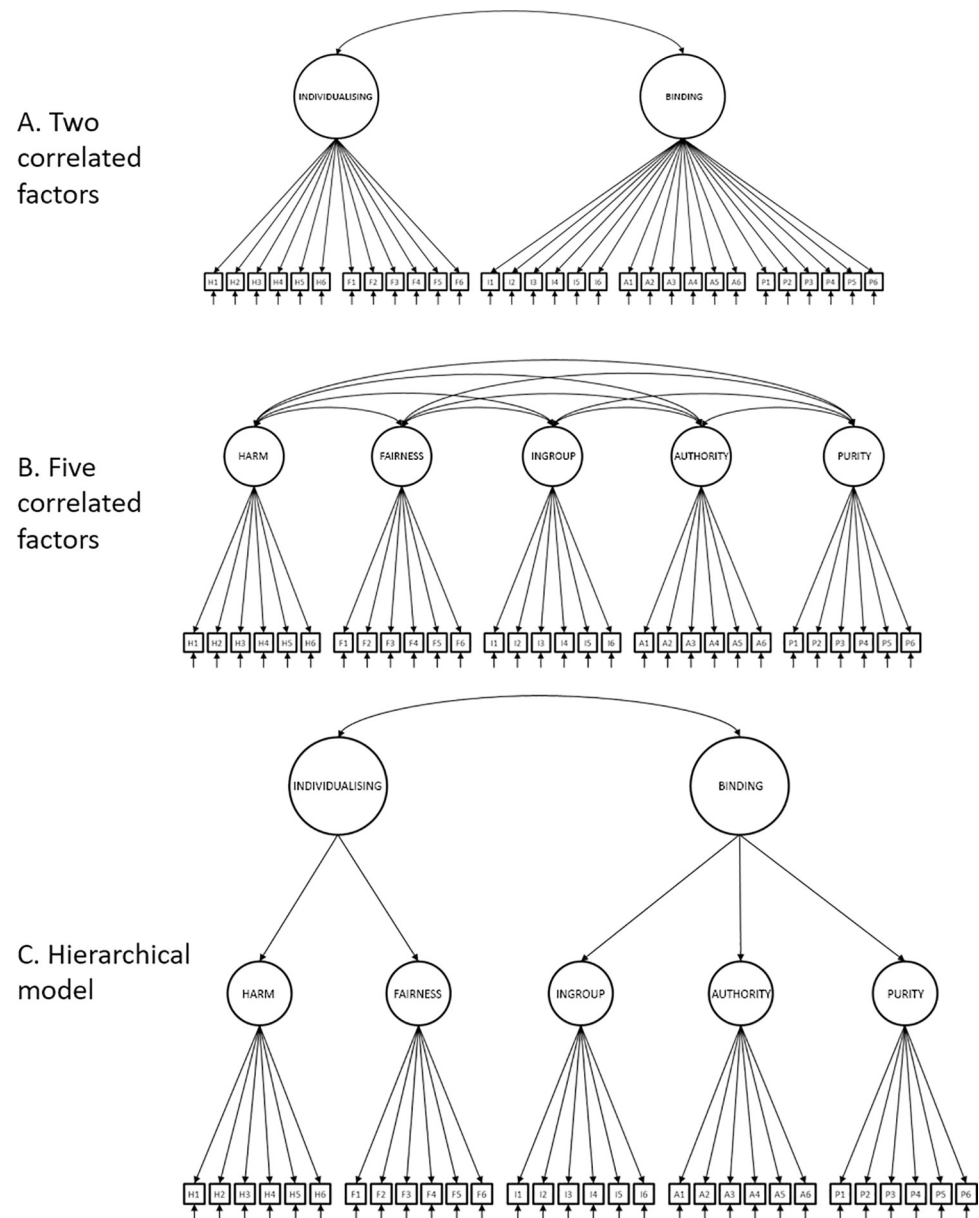 INDIVIDUALISING BINDING
A. Two
correlated
factors
H1 H2 H3 H4 H5 H6 F1 F2 F3 F4 F5 F6 I1 I2 I3 I4 I5 I6 A1 A2 A3 A4 A5 A6 P1 P2 P3 P4 P5 P6
HARM FAIRNESS INGROUP AUTHORITY PURITY
B. Five
correlated
factors
H1 H2 H3 H4 H5 H6 F1 F2 F3 F4 F5 F6 I1 I2 I3 I4 I5 I6 A1 A2 A3 A4 A5 A6 P1 P2 P3 P4 P5 P6
INDIVIDUALISING BINDING
C. Hierarchical
model
HARM FAIRNESS INGROUP AUTHORITY PURITY
H1 H2 H3 H4 H5 H6 F1 F2 F3 F4 F5 F6 I1 I2 I3 I4 I5 I6 A1 A2 A3 A4 A5 A6 P1 P2 P3 P4 P5 P6